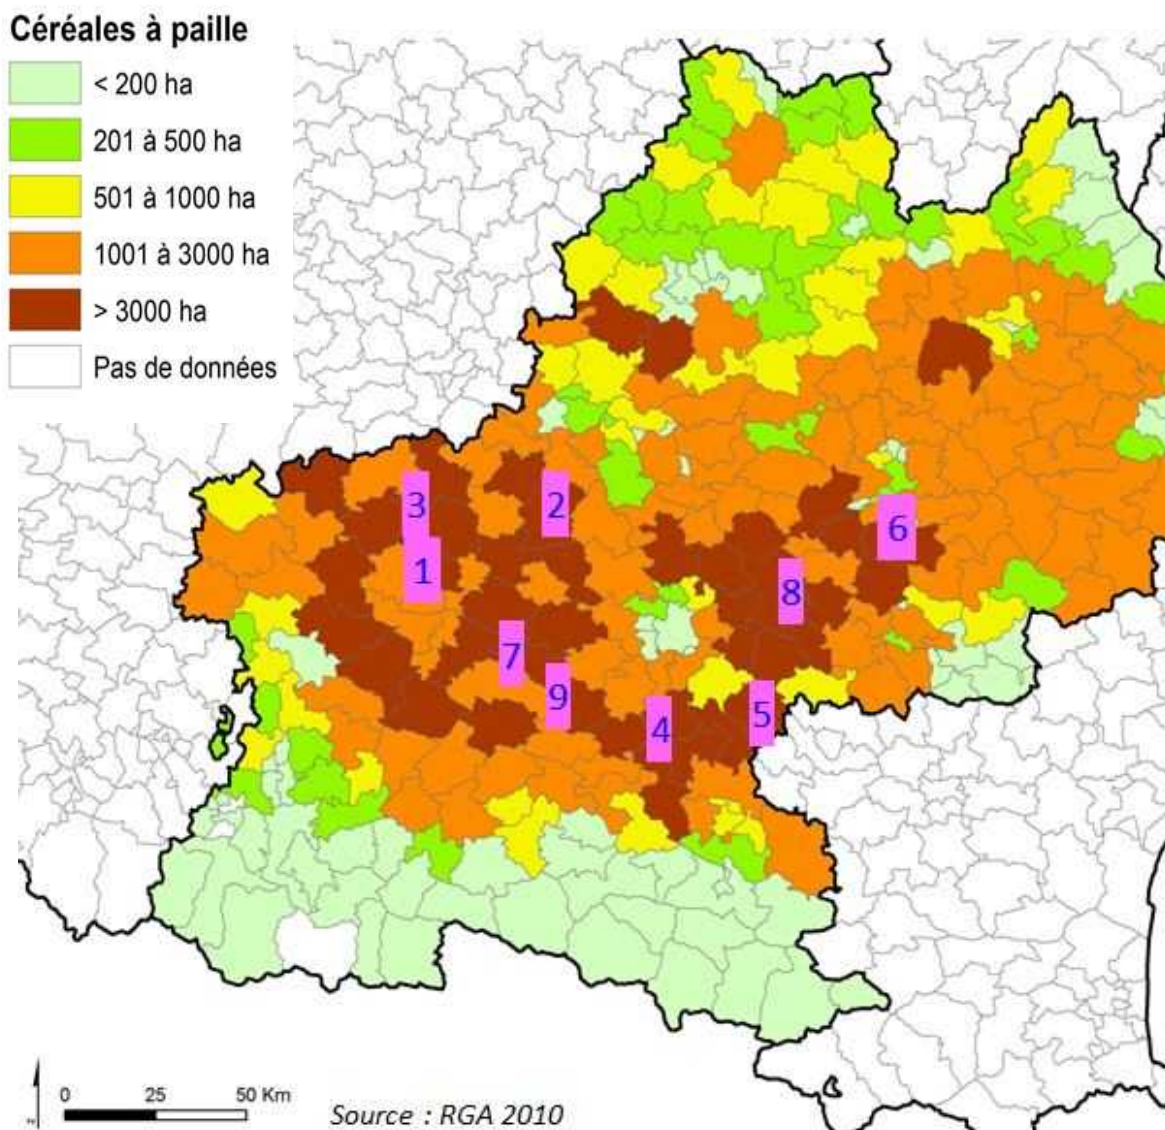 Céréales à paille
< 200 ha
201 à 500 ha
501 à 1000 ha
1001 à 3000 ha
> 3000 ha
Pas de données
3
2
6
1
8
7
9
5
4
0 25 50 Km
Source : RGA 2010